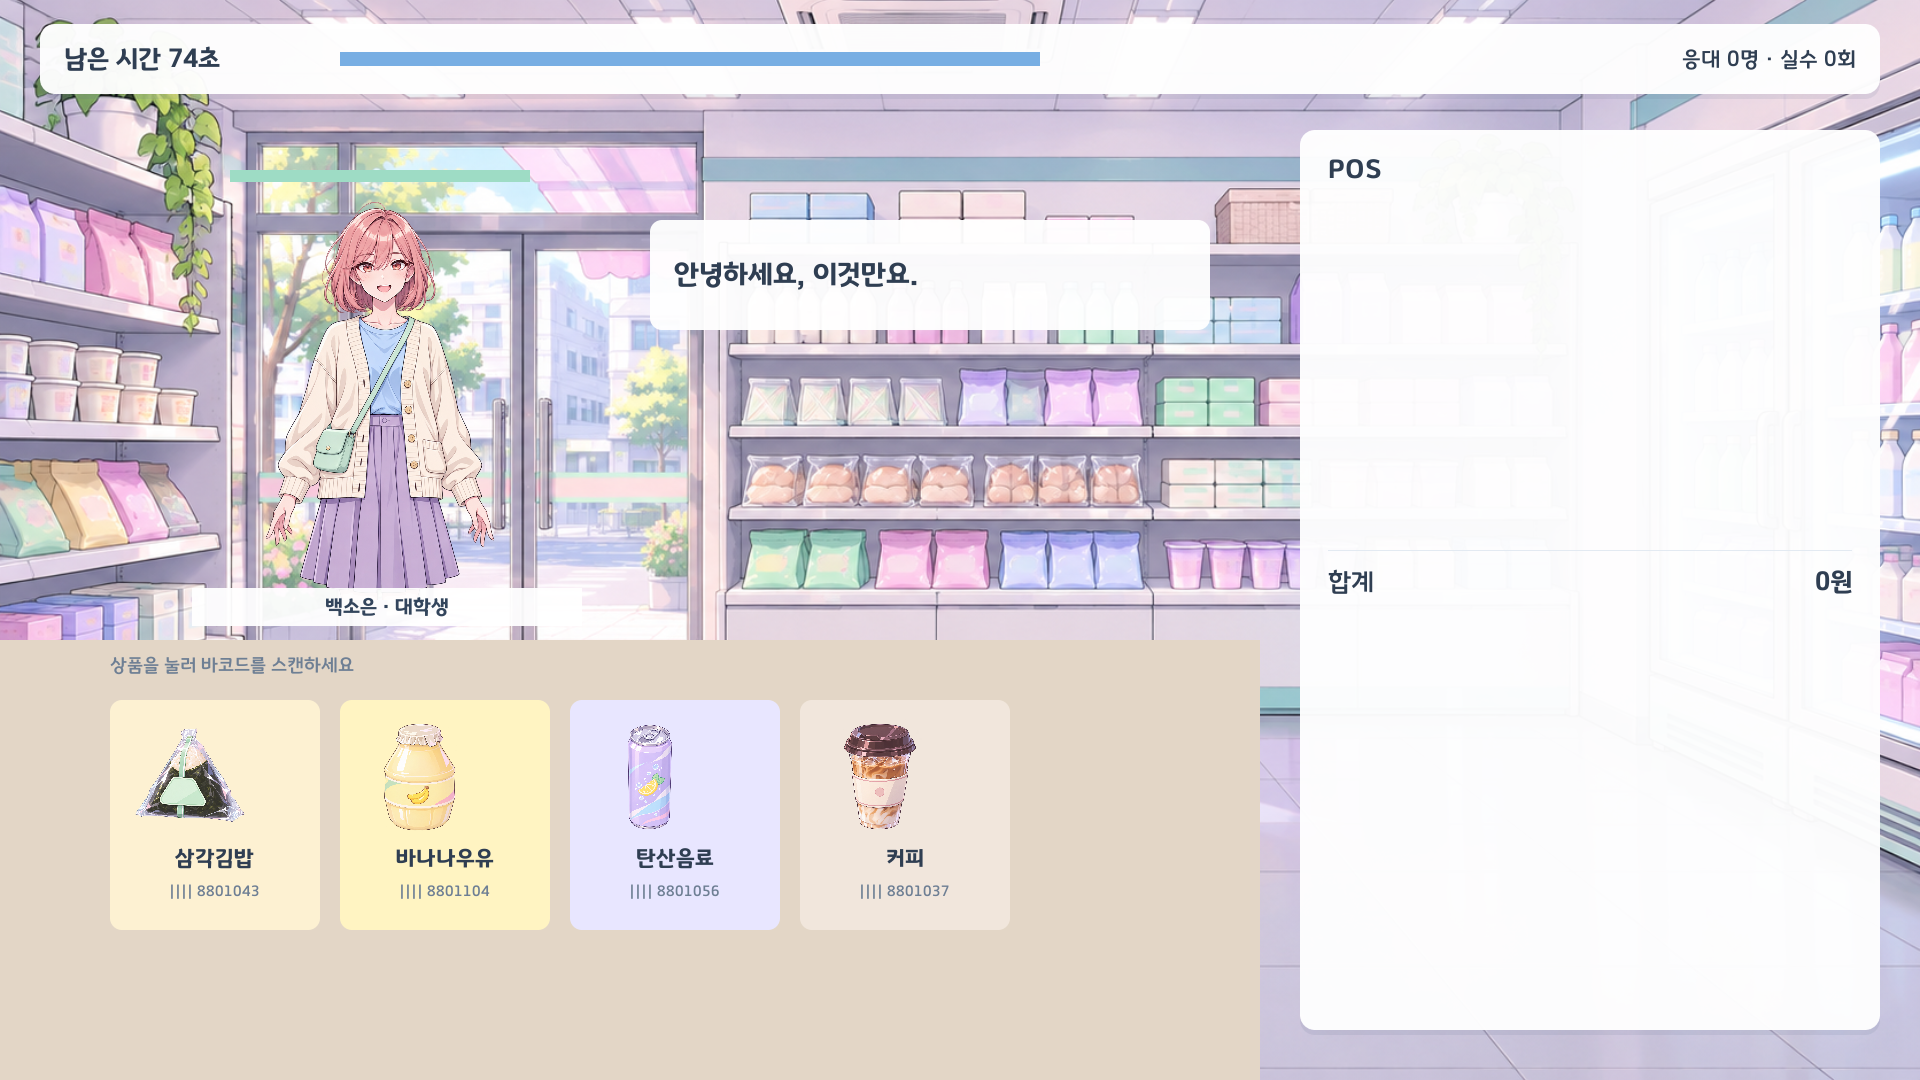 남은 시간 74초
응대 0명 · 실수 0회
POS
안녕하세요, 이것만요.
합계
0원
백소은 · 대학생
상품을 눌러 바코드를 스캔하세요
삼각김밥
|||| 8801043
바나나우유
|||| 8801104
탄산음료
|||| 8801056
커피
|||| 8801037